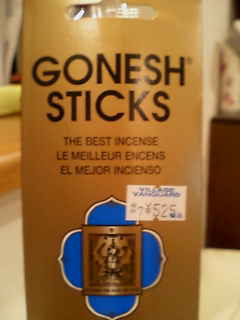 GONESH®
STICKS
THE BEST INCENSE
LE MEILLEUR ENCENS
EL MEJOR INCIENSO
VILLAGE
VANGUARD
¥525